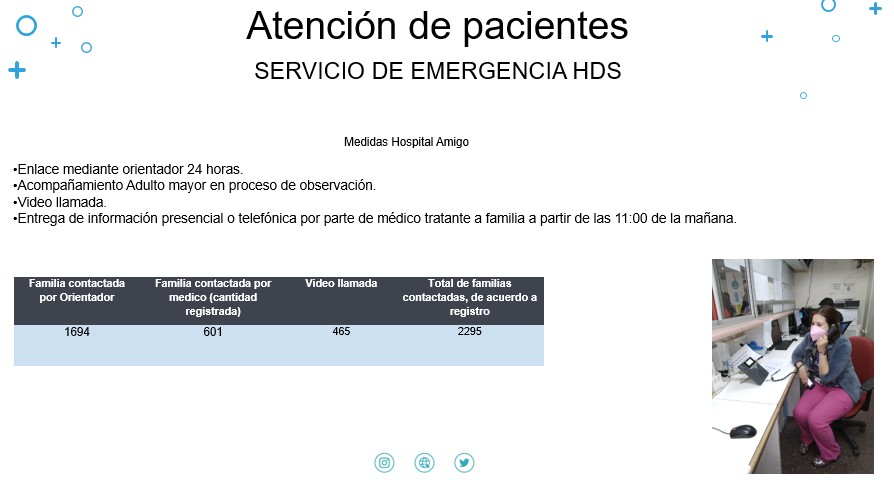 Atención de pacientes
SERVICIO DE EMERGENCIA HDS
Medidas Hospital Amigo
•Enlace mediante orientador 24 horas.
•Acompañamiento Adulto mayor en proceso de observación.
•Video llamada.
•Entrega de información presencial o telefónica por parte de médico tratante a familia a partir de las 11:00 de la mañana.
Familia contactada por Orientador
Familia contactada por medico (cantidad registrada)
Video llamada
Total de familias contactadas, de acuerdo a registro
1694
601
465
2295